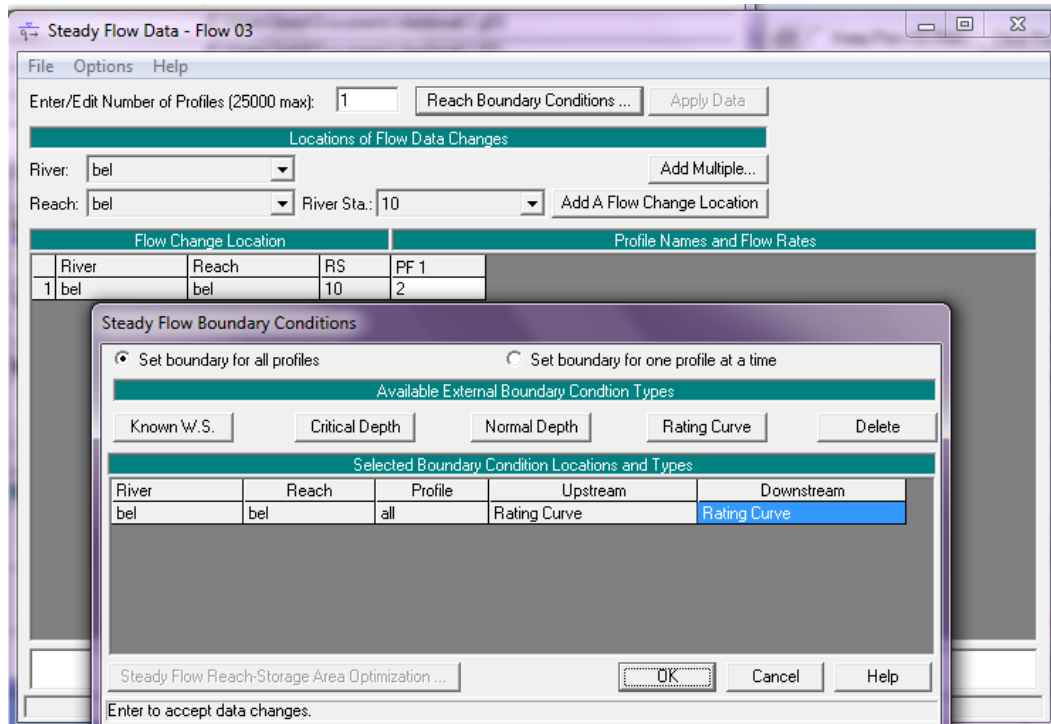 Steady Flow Data - Flow 03
File Options Help
Enter/Edit Number of Profiles (25000 max): 1 Reach Boundary Conditions ... Apply Data
Locations of Flow Data Changes
River: bel Add Multiple...
Reach: bel River Sta.: 10 Add A Flow Change Location
Flow Change Location Profile Names and Flow Rates
River Reach RS PF 1
1 bel bel 10 2
Steady Flow Boundary Conditions
Set boundary for all profiles Set boundary for one profile at a time
Available External Boundary Condtion Types
Known W.S. Critical Depth Normal Depth Rating Curve Delete
Selected Boundary Condition Locations and Types
River Reach Profile Upstream Downstream
bel bel all Rating Curve Rating Curve
Steady Flow Reach-Storage Area Optimization ... OK Cancel Help
Enter to accept data changes.